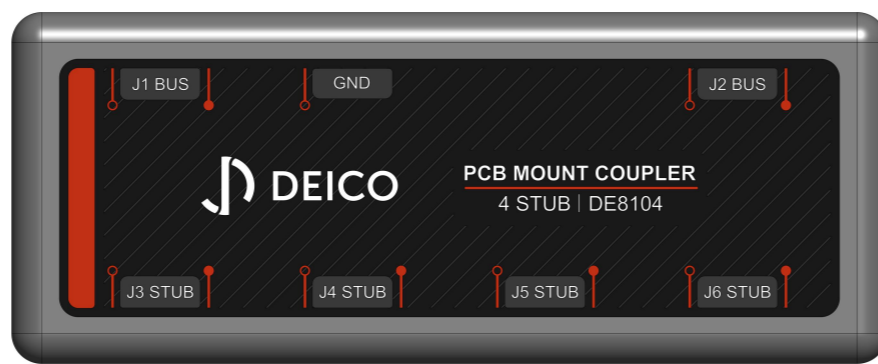 J1 BUS
GND
J2 BUS
DEICO
PCB MOUNT COUPLER
4 STUB | DE8104
J3 STUB
J4 STUB
J5 STUB
J6 STUB